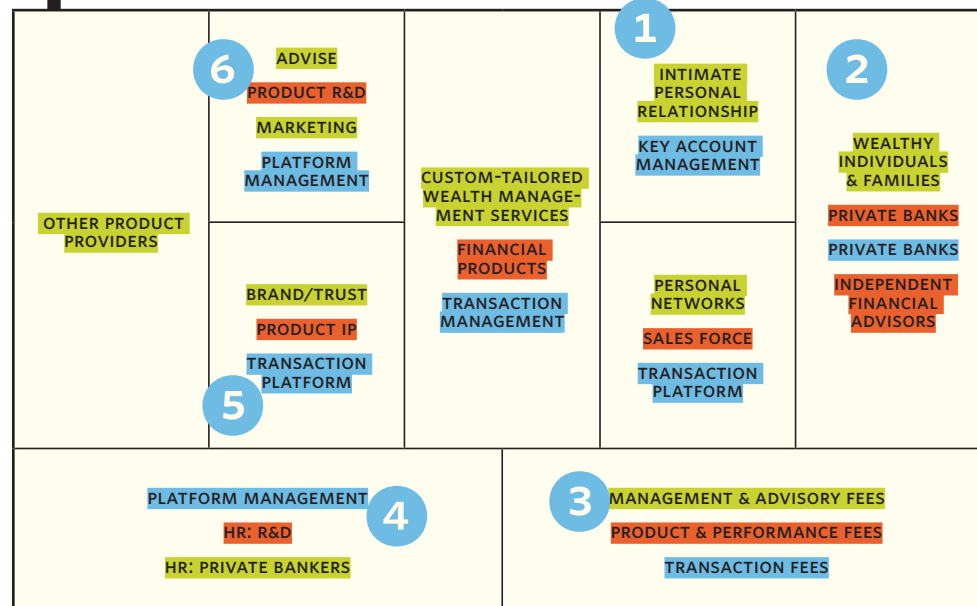 OTHER PRODUCT
PROVIDERS
6
ADVISE
PRODUCT R&D
MARKETING
PLATFORM
MANAGEMENT
BRAND/TRUST
PRODUCT IP
TRANSACTION
PLATFORM
5
CUSTOM-TAILORED
WEALTH MANAGE-
MENT SERVICES
FINANCIAL
PRODUCTS
TRANSACTION
MANAGEMENT
1
INTIMATE
PERSONAL
RELATIONSHIP
KEY ACCOUNT
MANAGEMENT
PERSONAL
NETWORKS
SALES FORCE
TRANSACTION
PLATFORM
2
WEALTHY
INDIVIDUALS
& FAMILIES
PRIVATE BANKS
PRIVATE BANKS
INDEPENDENT
FINANCIAL
ADVISORS
PLATFORM MANAGEMENT
4
HR: R&D
HR: PRIVATE BANKERS
3
MANAGEMENT & ADVISORY FEES
PRODUCT & PERFORMANCE FEES
TRANSACTION FEES